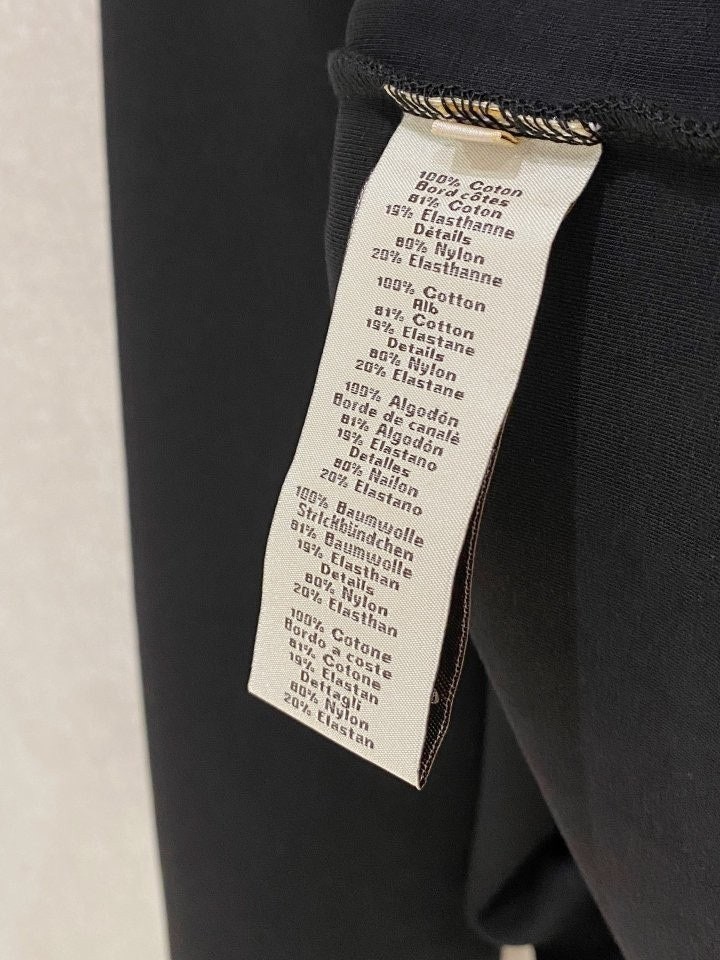 100% Coton
Bord côtes
81% Coton
19% Elasthanne
Détails
80% Nylon
20% Elasthanne
100% Cotton
Rib
81% Cotton
19% Elastane
Details
80% Nylon
20% Elastane
100% Algodón
Borde de canalé
81% Algodón
19% Elastano
Detalles
80% Nailon
20% Elastano
100% Baumwolle
Strickbündchen
81% Baumwolle
19% Elasthan
Details
80% Nylon
20% Elasthan
100% Cotone
Bordo a coste
81% Cotone
19% Elastan
Dettagli
80% Nylon
20% Elastan